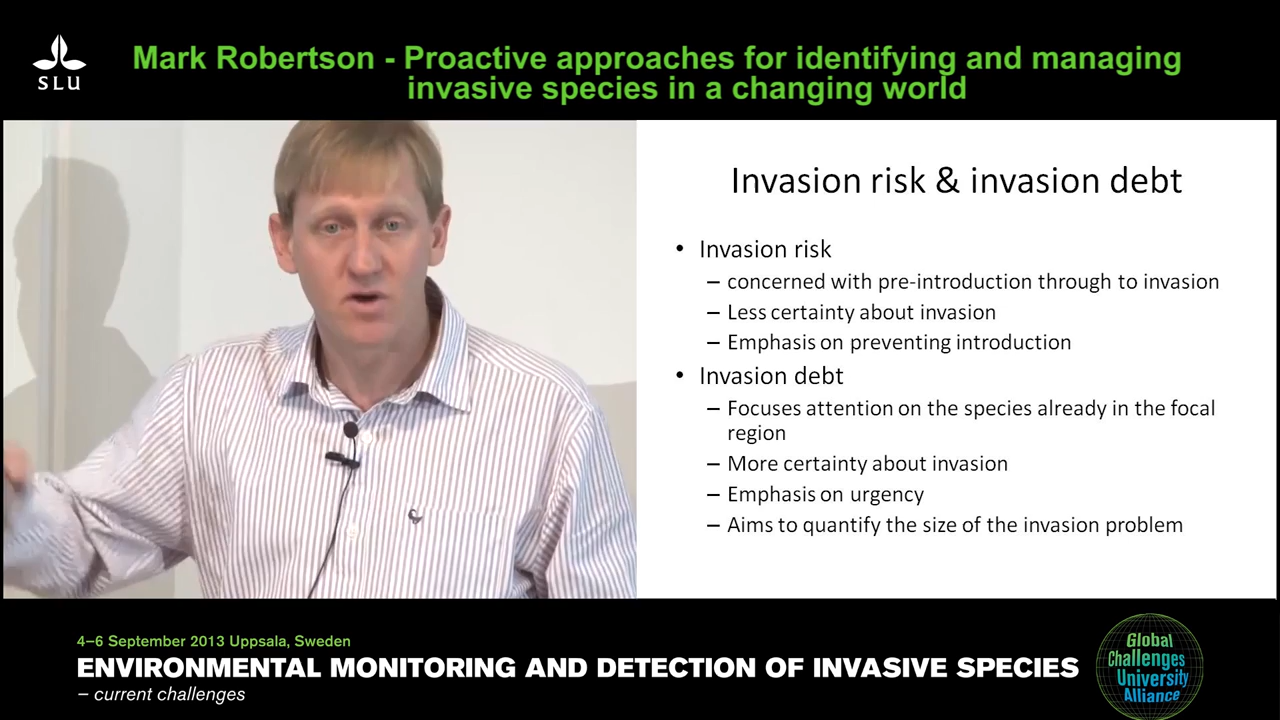 SLU
Mark Robertson - Proactive approaches for identifying and managing
invasive species in a changing world
Invasion risk & invasion debt
• Invasion risk
– concerned with pre-introduction through to invasion
– Less certainty about invasion
– Emphasis on preventing introduction
• Invasion debt
– Focuses attention on the species already in the focal
region
– More certainty about invasion
– Emphasis on urgency
– Aims to quantify the size of the invasion problem
4–6 September 2013 Uppsala, Sweden
ENVIRONMENTAL MONITORING AND DETECTION OF INVASIVE SPECIES
– current challenges
Global
Challenges
University
Alliance